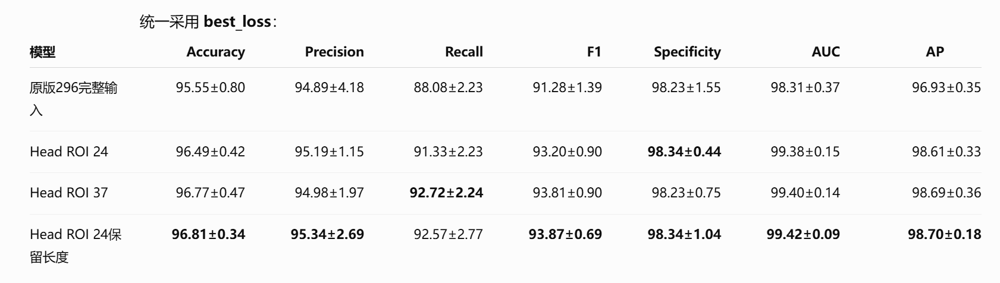 统一采用 best_loss：
模型 Accuracy Precision Recall F1 Specificity AUC AP
原版296完整输 95.55±0.80 94.89±4.18 88.08±2.23 91.28±1.39 98.23±1.55 98.31±0.37 96.93±0.35
入
Head ROI 24 96.49±0.42 95.19±1.15 91.33±2.23 93.20±0.90 98.34±0.44 99.38±0.15 98.61±0.33
Head ROI 37 96.77±0.47 94.98±1.97 92.72±2.24 93.81±0.90 98.23±0.75 99.40±0.14 98.69±0.36
Head ROI 24保 96.81±0.34 95.34±2.69 92.57±2.77 93.87±0.69 98.34±1.04 99.42±0.09 98.70±0.18
留长度